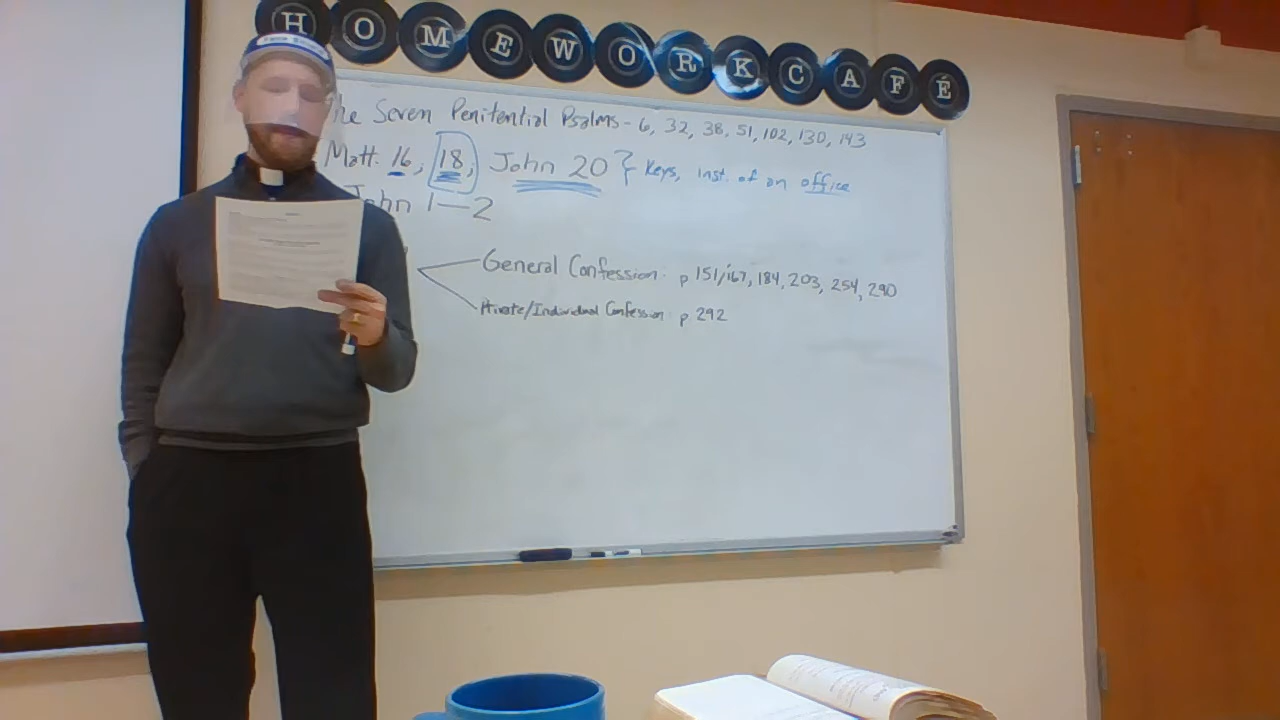 HOMEWORKCAFÉ
he Seven Penitential Psalms - 6, 32, 38, 51, 102, 130, 143
Matt. 16, 18, John 20 } Keys, inst. of an office
John 1—2
General Confession: p 151/167, 184, 203, 254, 290
Private/Individual Confession: p 292